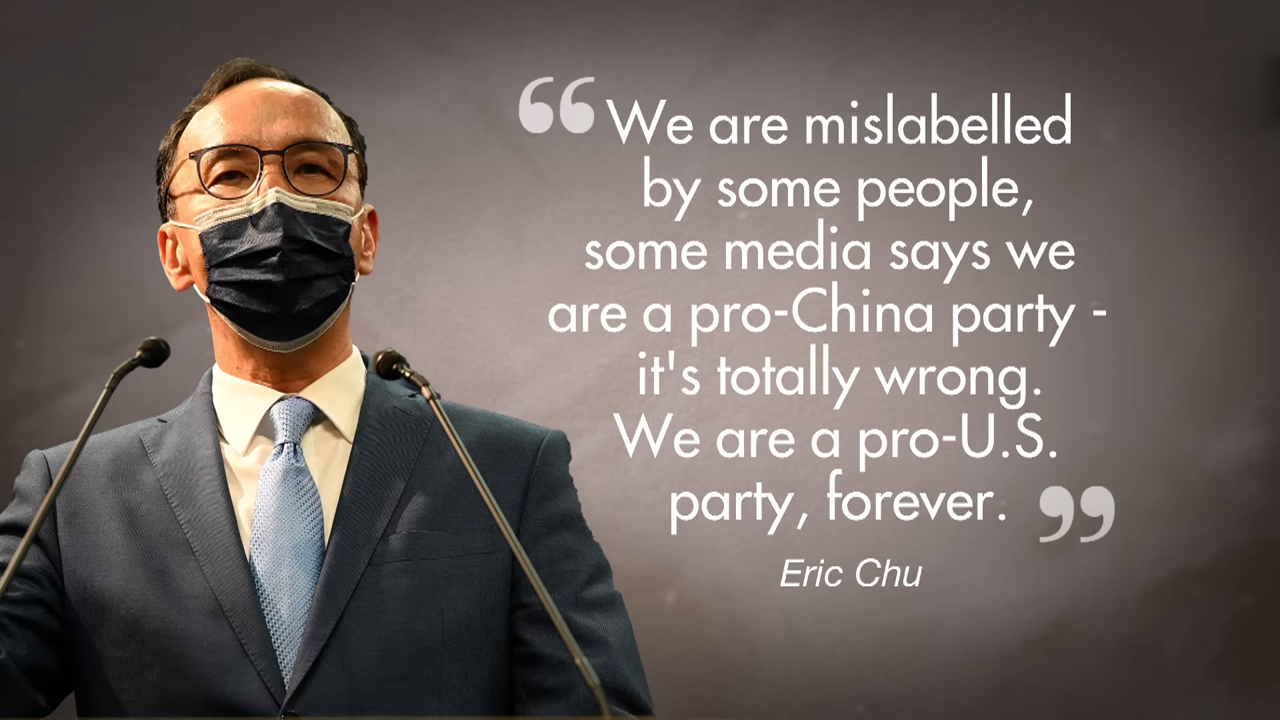 “ We are mislabelled
by some people,
some media says we
are a pro-China party -
it's totally wrong.
We are a pro-U.S.
party, forever. ”
Eric Chu